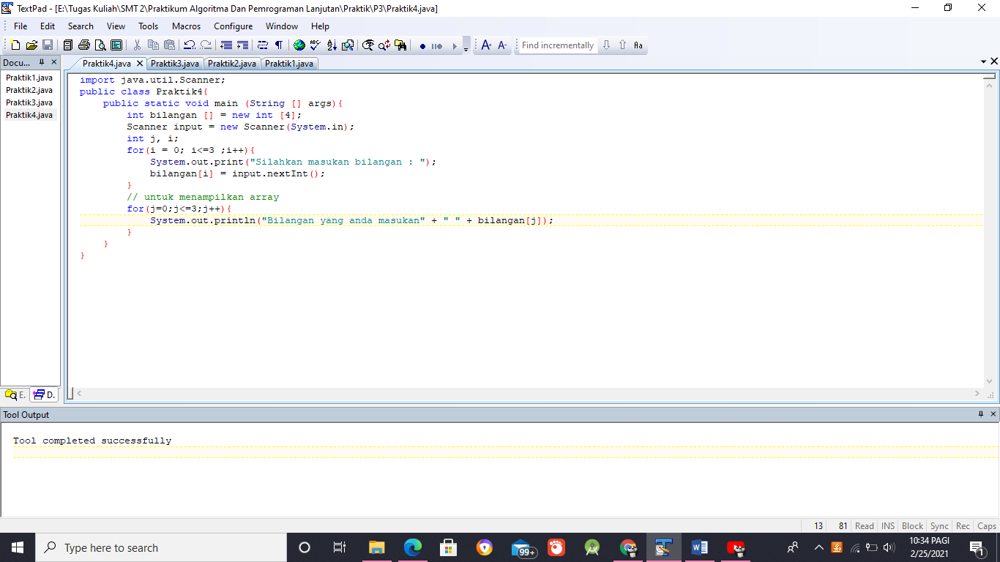 TextPad - [E:\Tugas Kuliah\SMT 2\Praktikum Algoritma Dan Pemrograman Lanjutan\Praktik\P3\Praktik4.java]
File Edit Search View Tools Macros Configure Window Help
Find incrementally
Docu...
Praktik4.java Praktik3.java Praktik2.java Praktik1.java
Praktik1.java
Praktik2.java
Praktik3.java
Praktik4.java
import java.util.Scanner;
public class Praktik4{
    public static void main (String [] args){
        int bilangan [] = new int [4];
        Scanner input = new Scanner(System.in);
        int j, i;
        for(i = 0; i<=3 ;i++){
            System.out.print("Silahkan masukan bilangan : ");
            bilangan[i] = input.nextInt();
        }
        // untuk menampilkan array
        for(j=0;j<=3;j++){
            System.out.println("Bilangan yang anda masukan" + " " + bilangan[j]);
        }
    }
}
E. D.
Tool Output
Tool completed successfully
13 81 Read INS Block Sync Rec Caps
Type here to search
99+
10:34 PAGI
2/25/2021
1